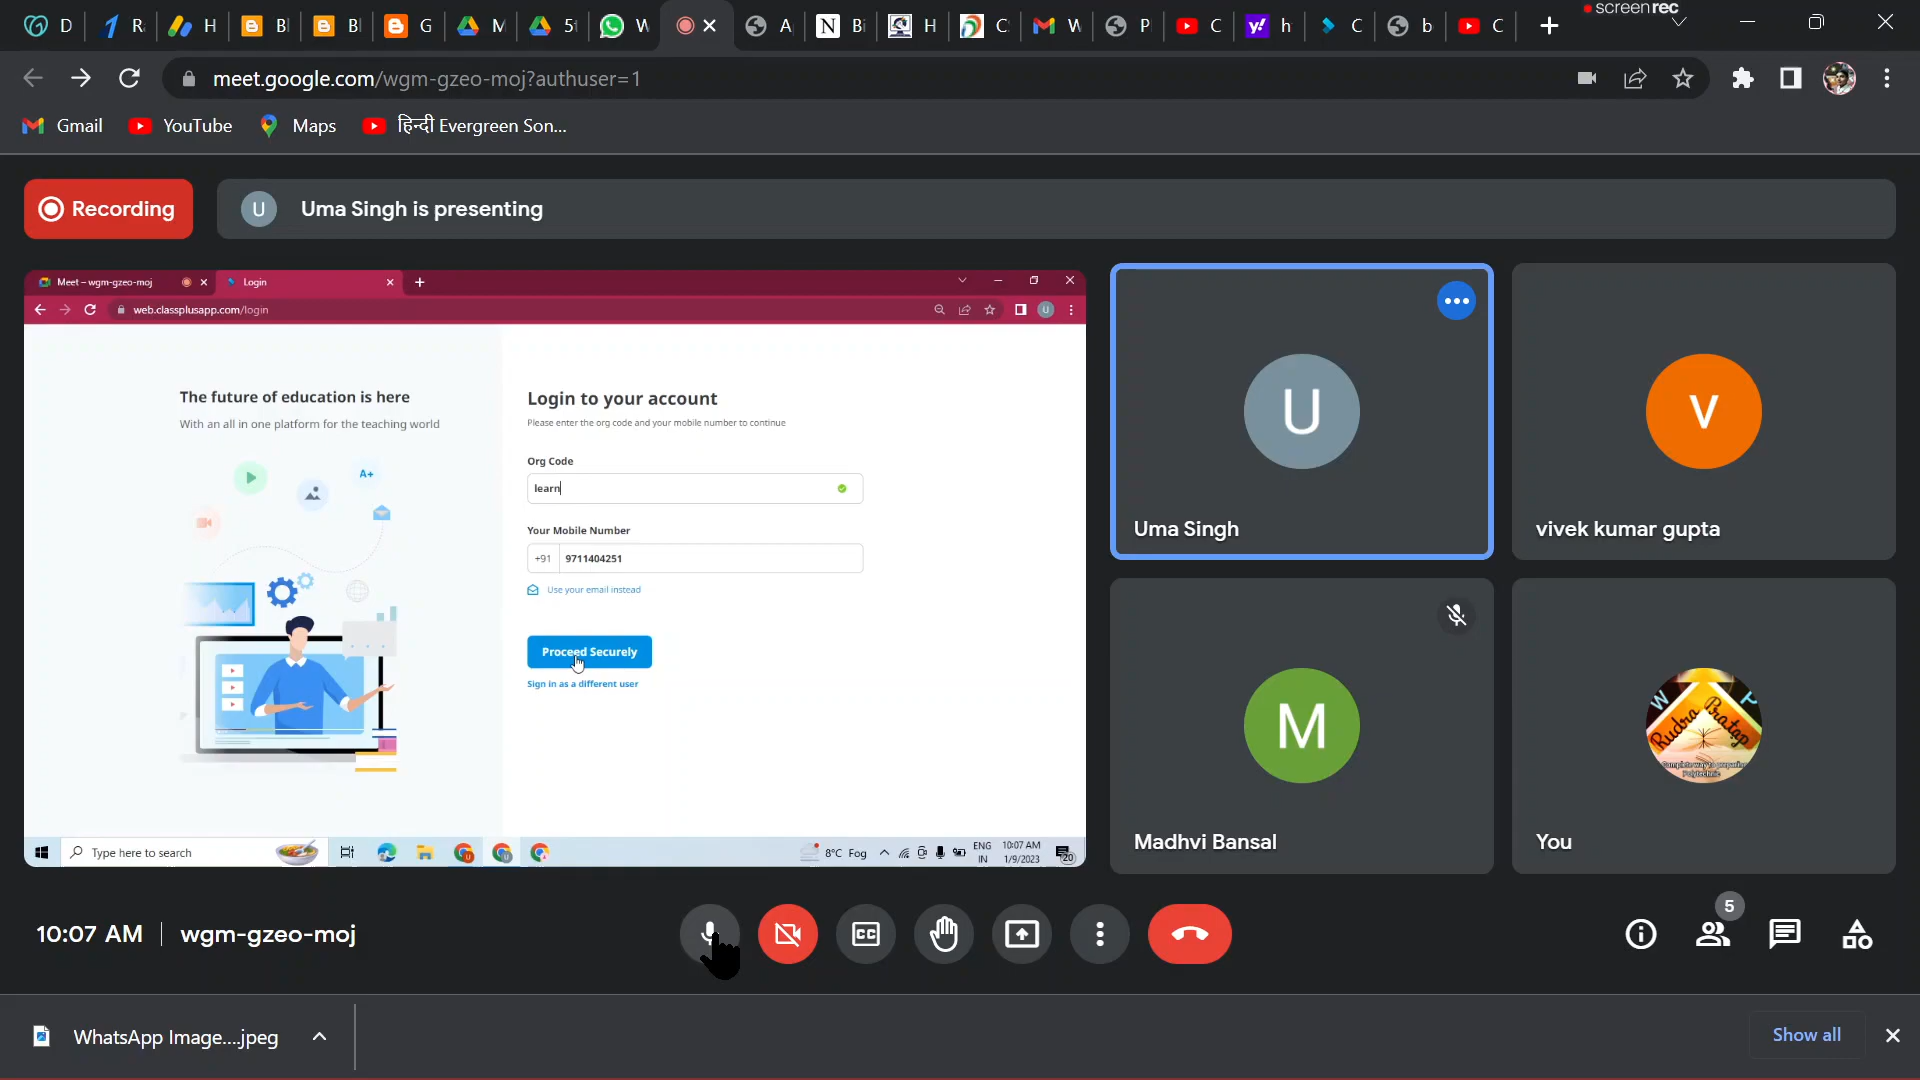 screenrec
meet.google.com/wgm-gzeo-moj?authuser=1
Gmail
YouTube
Maps
हिन्दी Evergreen Son...
Recording
U
Uma Singh is presenting
Meet – wgm-gzeo-moj
Login
web.classplusapp.com/login
U
The future of education is here
With an all in one platform for the teaching world
A+
Login to your account
Please enter the org code and your mobile number to continue
Org Code
learn
Your Mobile Number
+91 9711404251
Use your email instead
Proceed Securely
Sign in as a different user
Type here to search
8°C Fog
ENG
IN
10:07 AM
1/9/2023
20
U
Uma Singh
V
vivek kumar gupta
M
Madhvi Bansal
W P
Rudra Pratap
You
10:07 AM
wgm-gzeo-moj
CC
5
WhatsApp Image....jpeg
Show all